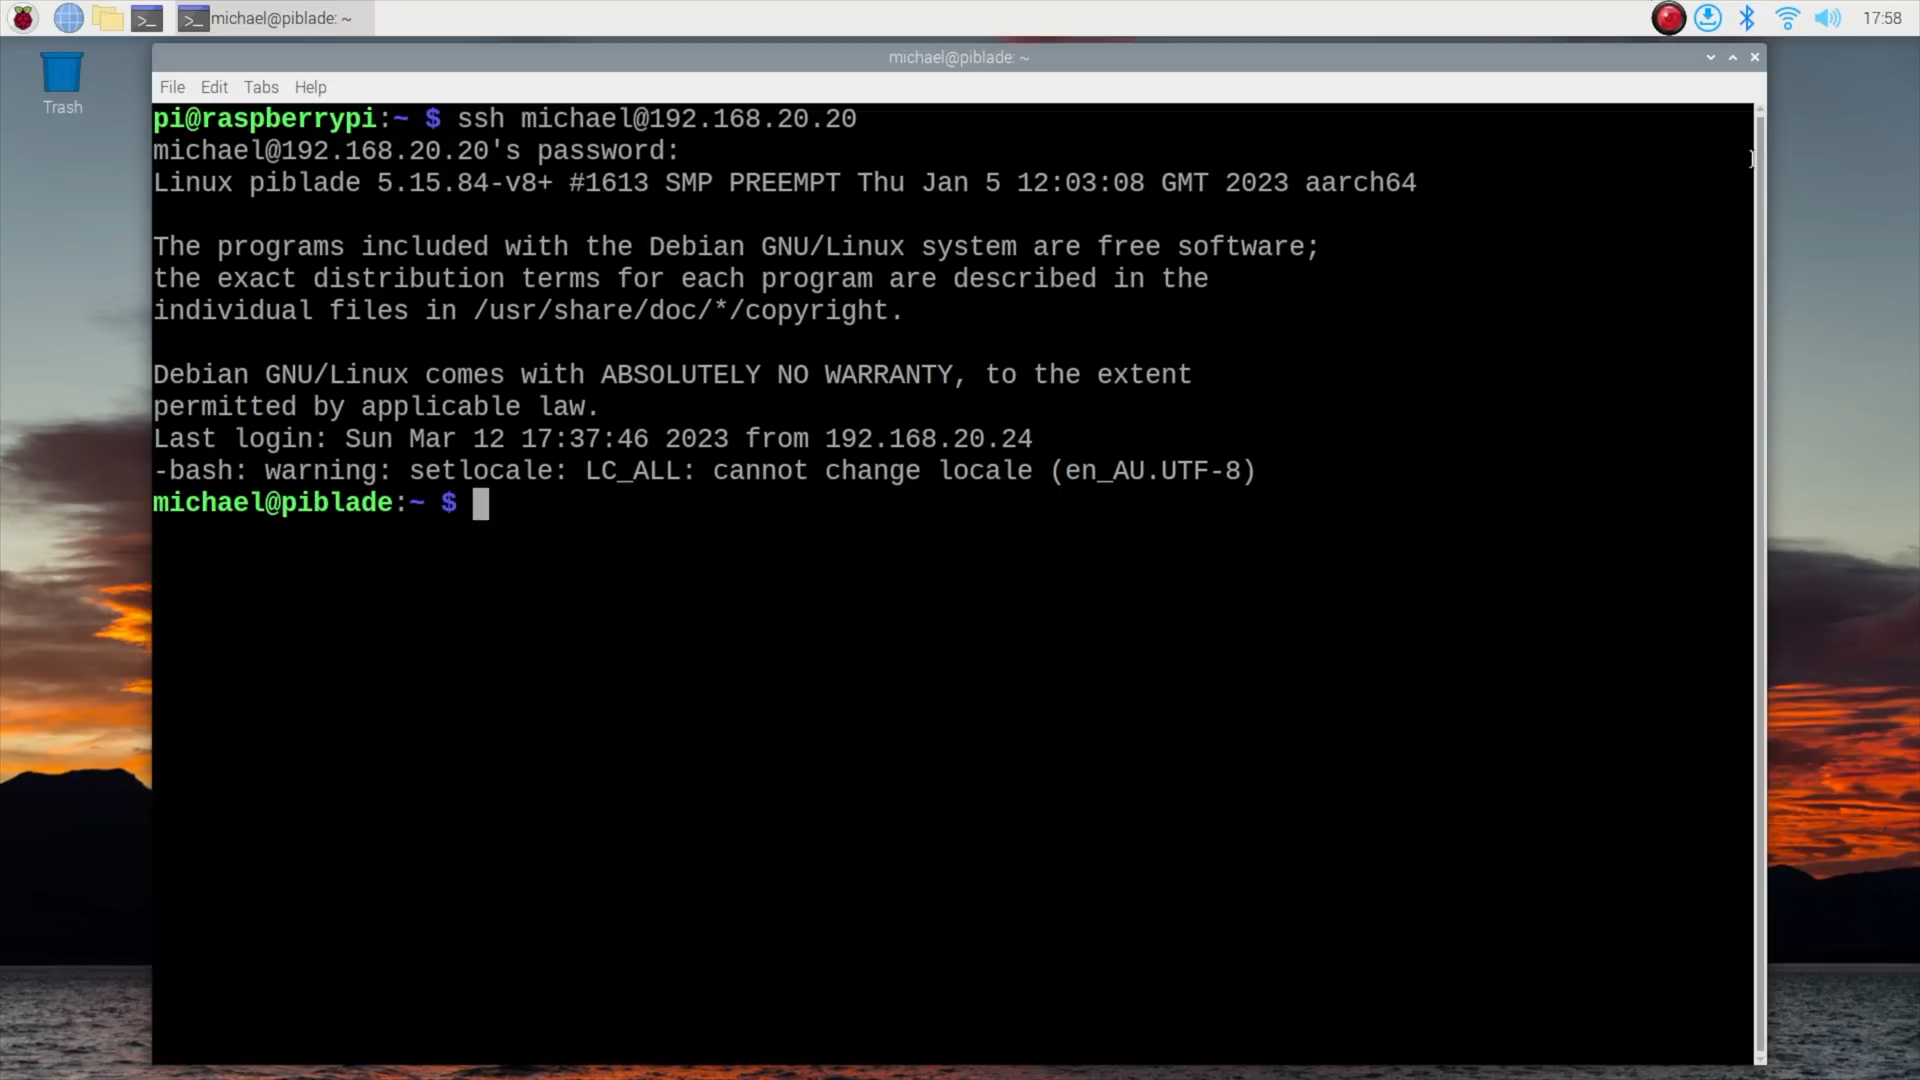 michael@piblade: ~
17:58
Trash
michael@piblade: ~
File Edit Tabs Help
pi@raspberrypi:~ $ ssh michael@192.168.20.20
michael@192.168.20.20's password:
Linux piblade 5.15.84-v8+ #1613 SMP PREEMPT Thu Jan 5 12:03:08 GMT 2023 aarch64
The programs included with the Debian GNU/Linux system are free software;
the exact distribution terms for each program are described in the
individual files in /usr/share/doc/*/copyright.
Debian GNU/Linux comes with ABSOLUTELY NO WARRANTY, to the extent
permitted by applicable law.
Last login: Sun Mar 12 17:37:46 2023 from 192.168.20.24
-bash: warning: setlocale: LC_ALL: cannot change locale (en_AU.UTF-8)
michael@piblade:~ $